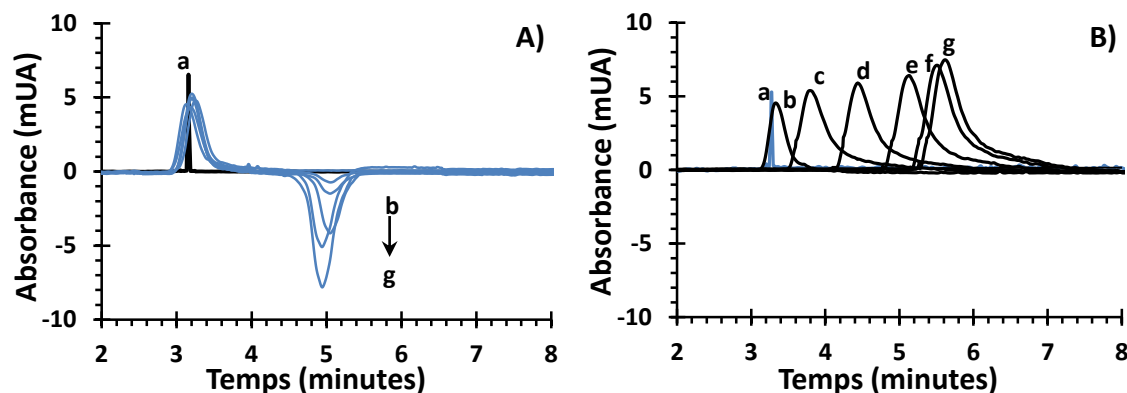 A)
Absorbance (mUA)
10
5
0
-5
-10
a
b
g
2 3 4 5 6 7 8
Temps (minutes)
B)
Absorbance (mUA)
10
5
0
-5
-10
a b c d e f g
2 3 4 5 6 7 8
Temps (minutes)